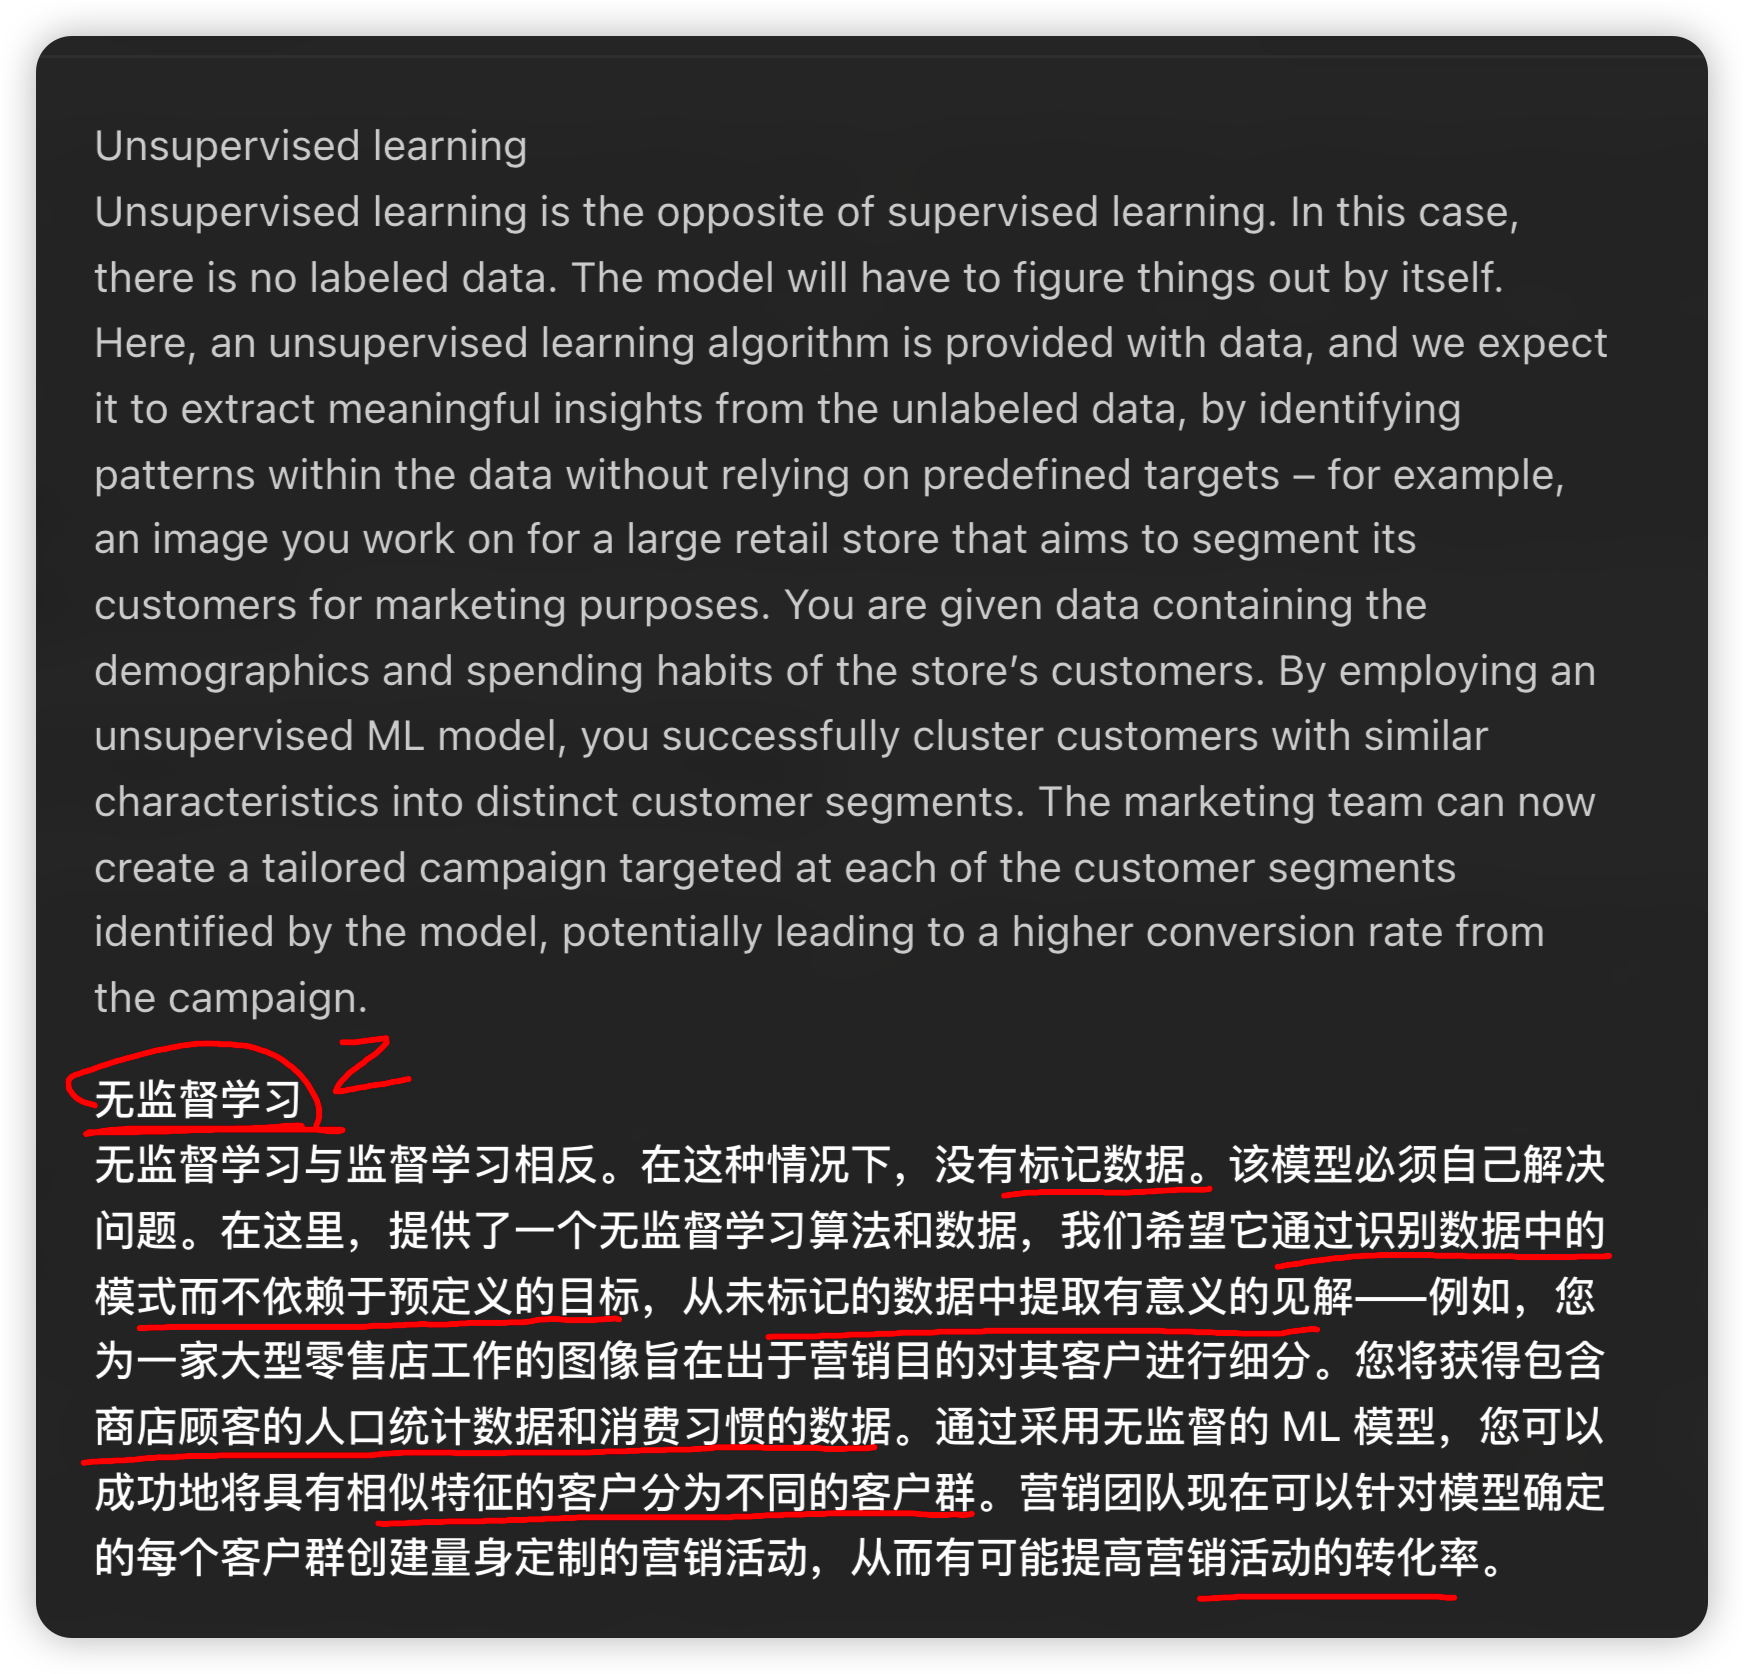 Unsupervised learning
Unsupervised learning is the opposite of supervised learning. In this case,
there is no labeled data. The model will have to figure things out by itself.
Here, an unsupervised learning algorithm is provided with data, and we expect
it to extract meaningful insights from the unlabeled data, by identifying
patterns within the data without relying on predefined targets – for example,
an image you work on for a large retail store that aims to segment its
customers for marketing purposes. You are given data containing the
demographics and spending habits of the store’s customers. By employing an
unsupervised ML model, you successfully cluster customers with similar
characteristics into distinct customer segments. The marketing team can now
create a tailored campaign targeted at each of the customer segments
identified by the model, potentially leading to a higher conversion rate from
the campaign.
无监督学习 2
无监督学习与监督学习相反。在这种情况下，没有标记数据。该模型必须自己解决
问题。在这里，提供了一个无监督学习算法和数据，我们希望它通过识别数据中的
模式而不依赖于预定义的目标，从未标记的数据中提取有意义的见解——例如，您
为一家大型零售店工作的图像旨在出于营销目的对其客户进行细分。您将获得包含
商店顾客的人口统计数据和消费习惯的数据。通过采用无监督的 ML 模型，您可以
成功地将具有相似特征的客户分为不同的客户群。营销团队现在可以针对模型确定
的每个客户群创建量身定制的营销活动，从而有可能提高营销活动的转化率。